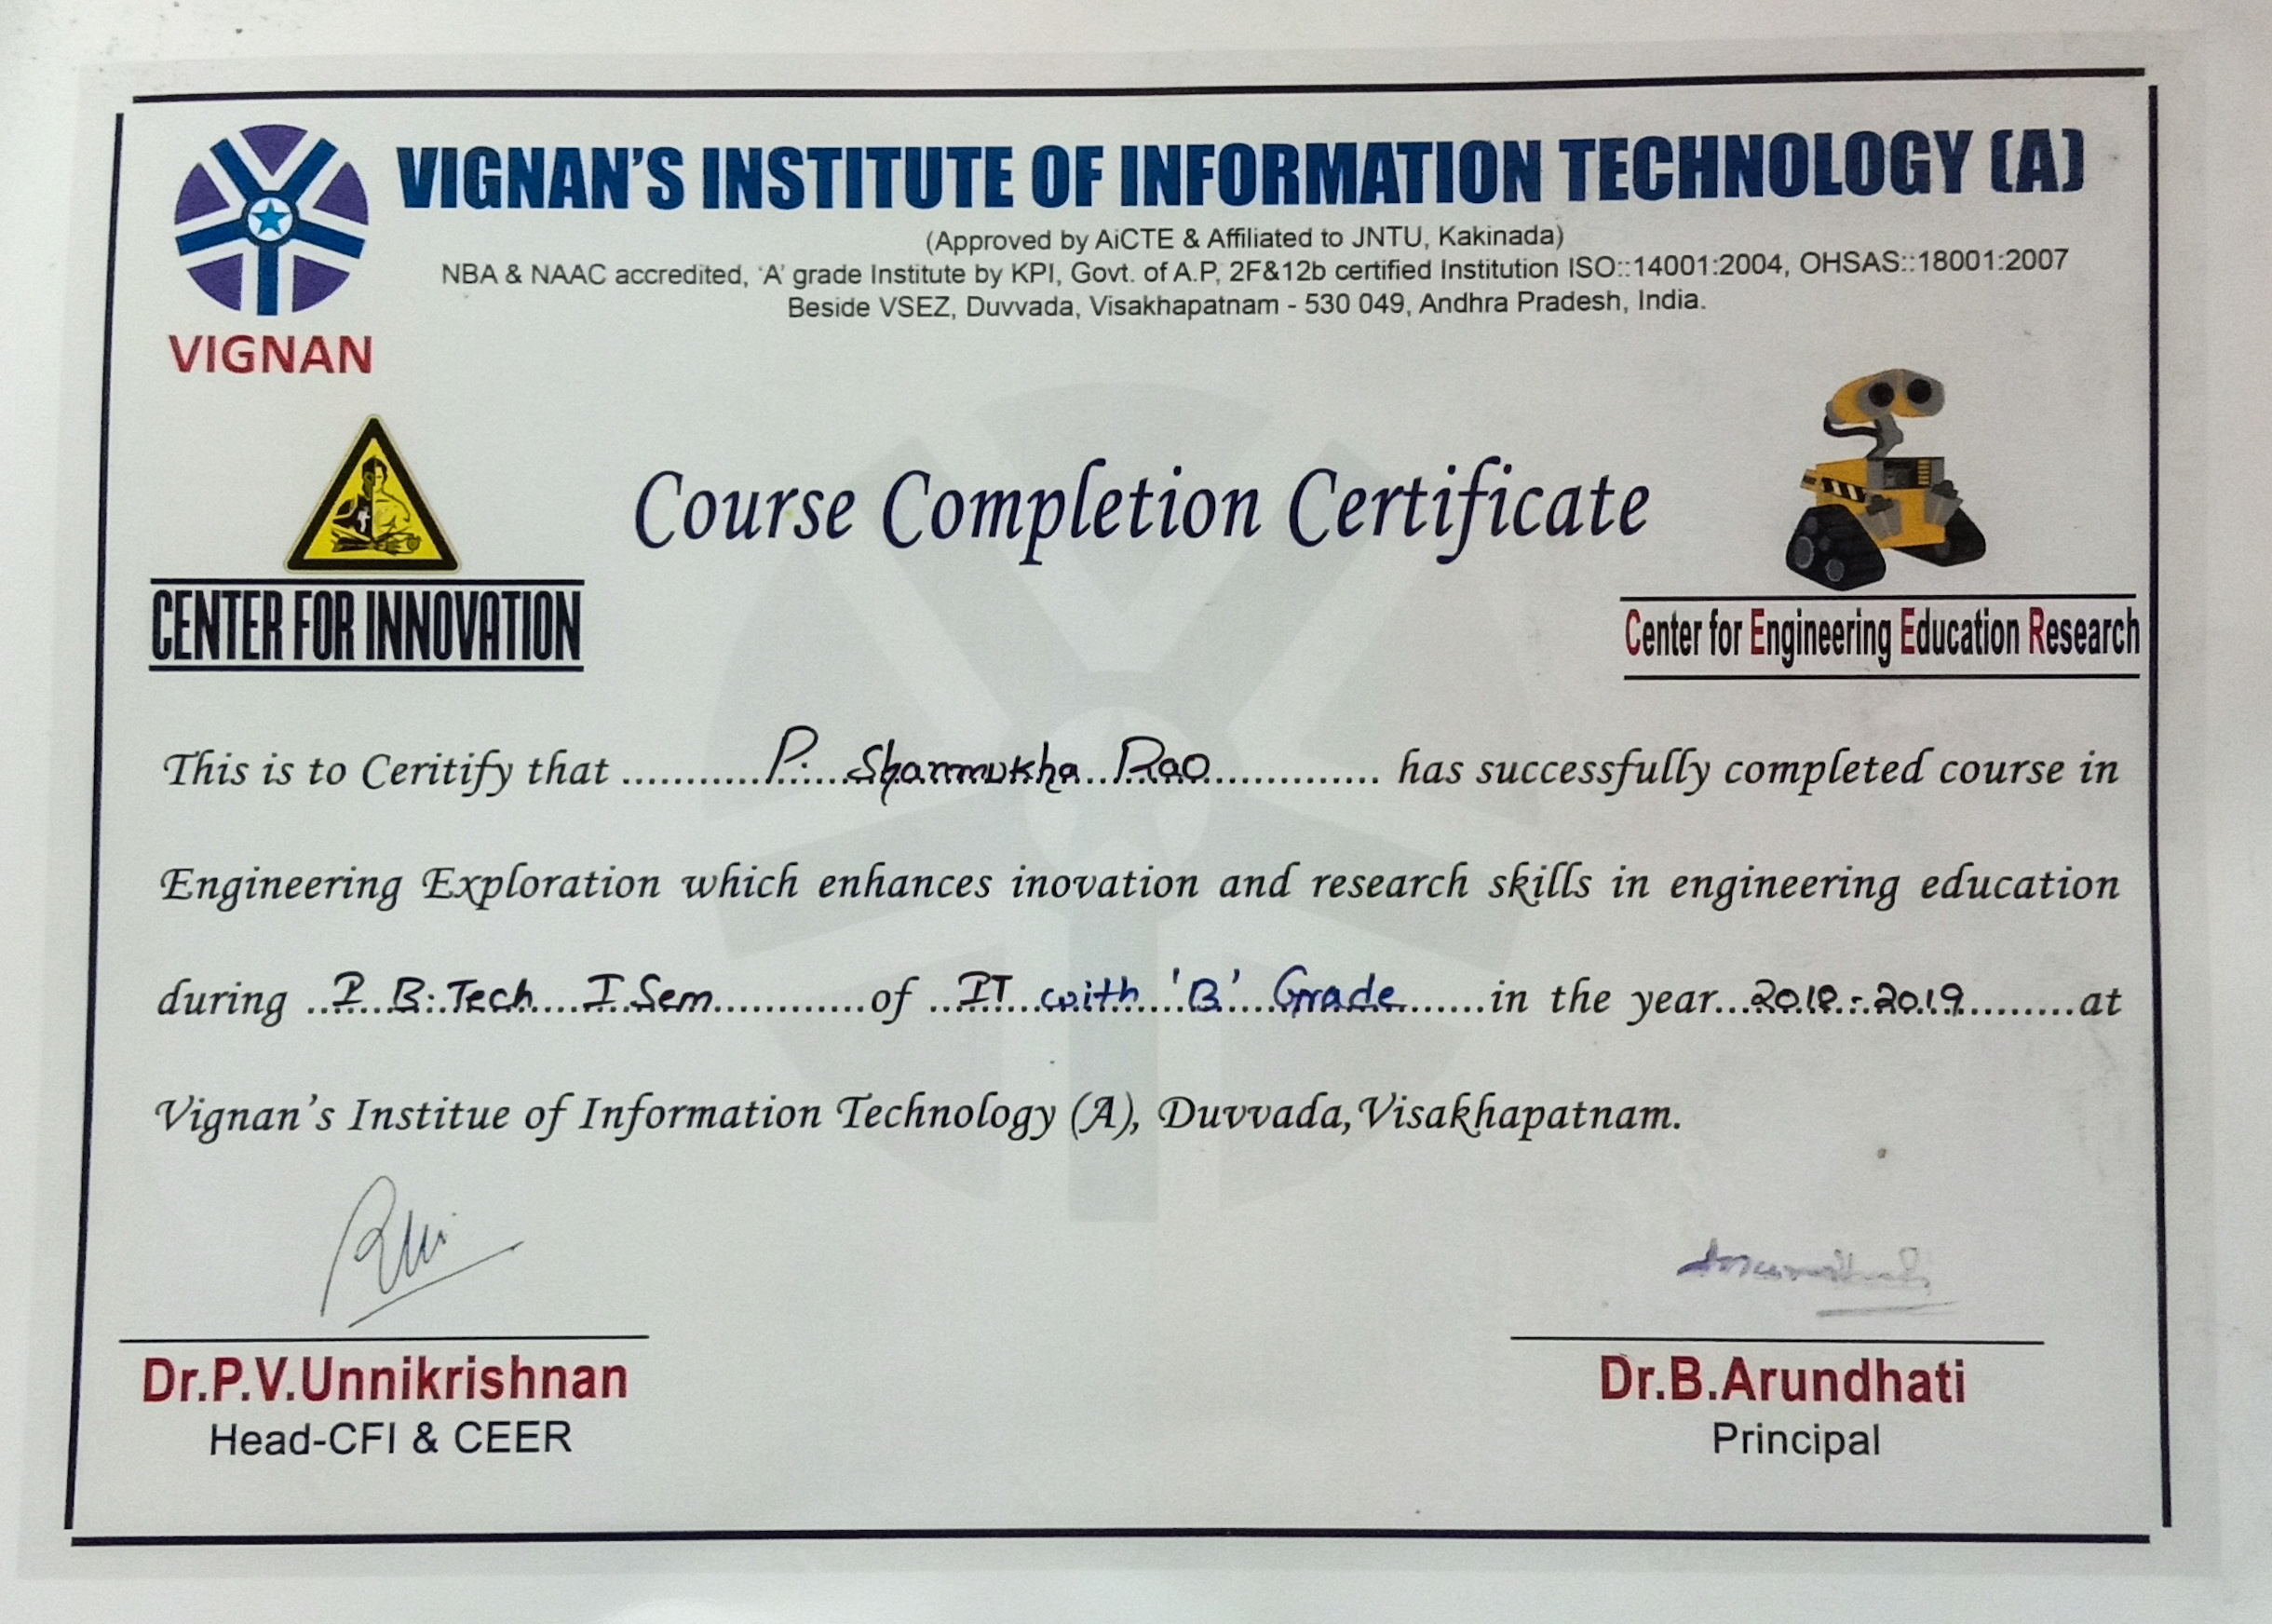 VIGNAN'S INSTITUTE OF INFORMATION TECHNOLOGY (A)
(Approved by AiCTE & Affiliated to JNTU, Kakinada)
NBA & NAAC accredited, 'A' grade Institute by KPI, Govt. of A.P, 2F&12b certified Institution ISO::14001:2004, OHSAS::18001:2007
Beside VSEZ, Duvvada, Visakhapatnam - 530 049, Andhra Pradesh, India.
VIGNAN
Course Completion Certificate
CENTER FOR INNOVATION
Center for Engineering Education Research
This is to Ceritify that P. Shanmukha Rao has successfully completed course in
Engineering Exploration which enhances inovation and research skills in engineering education
during I B.Tech I Sem of IT with 'B' Grade in the year 2018-2019 at
Vignan's Institue of Information Technology (A), Duvvada, Visakhapatnam.
Dr.P.V.Unnikrishnan
Head-CFI & CEER
Dr.B.Arundhati
Principal